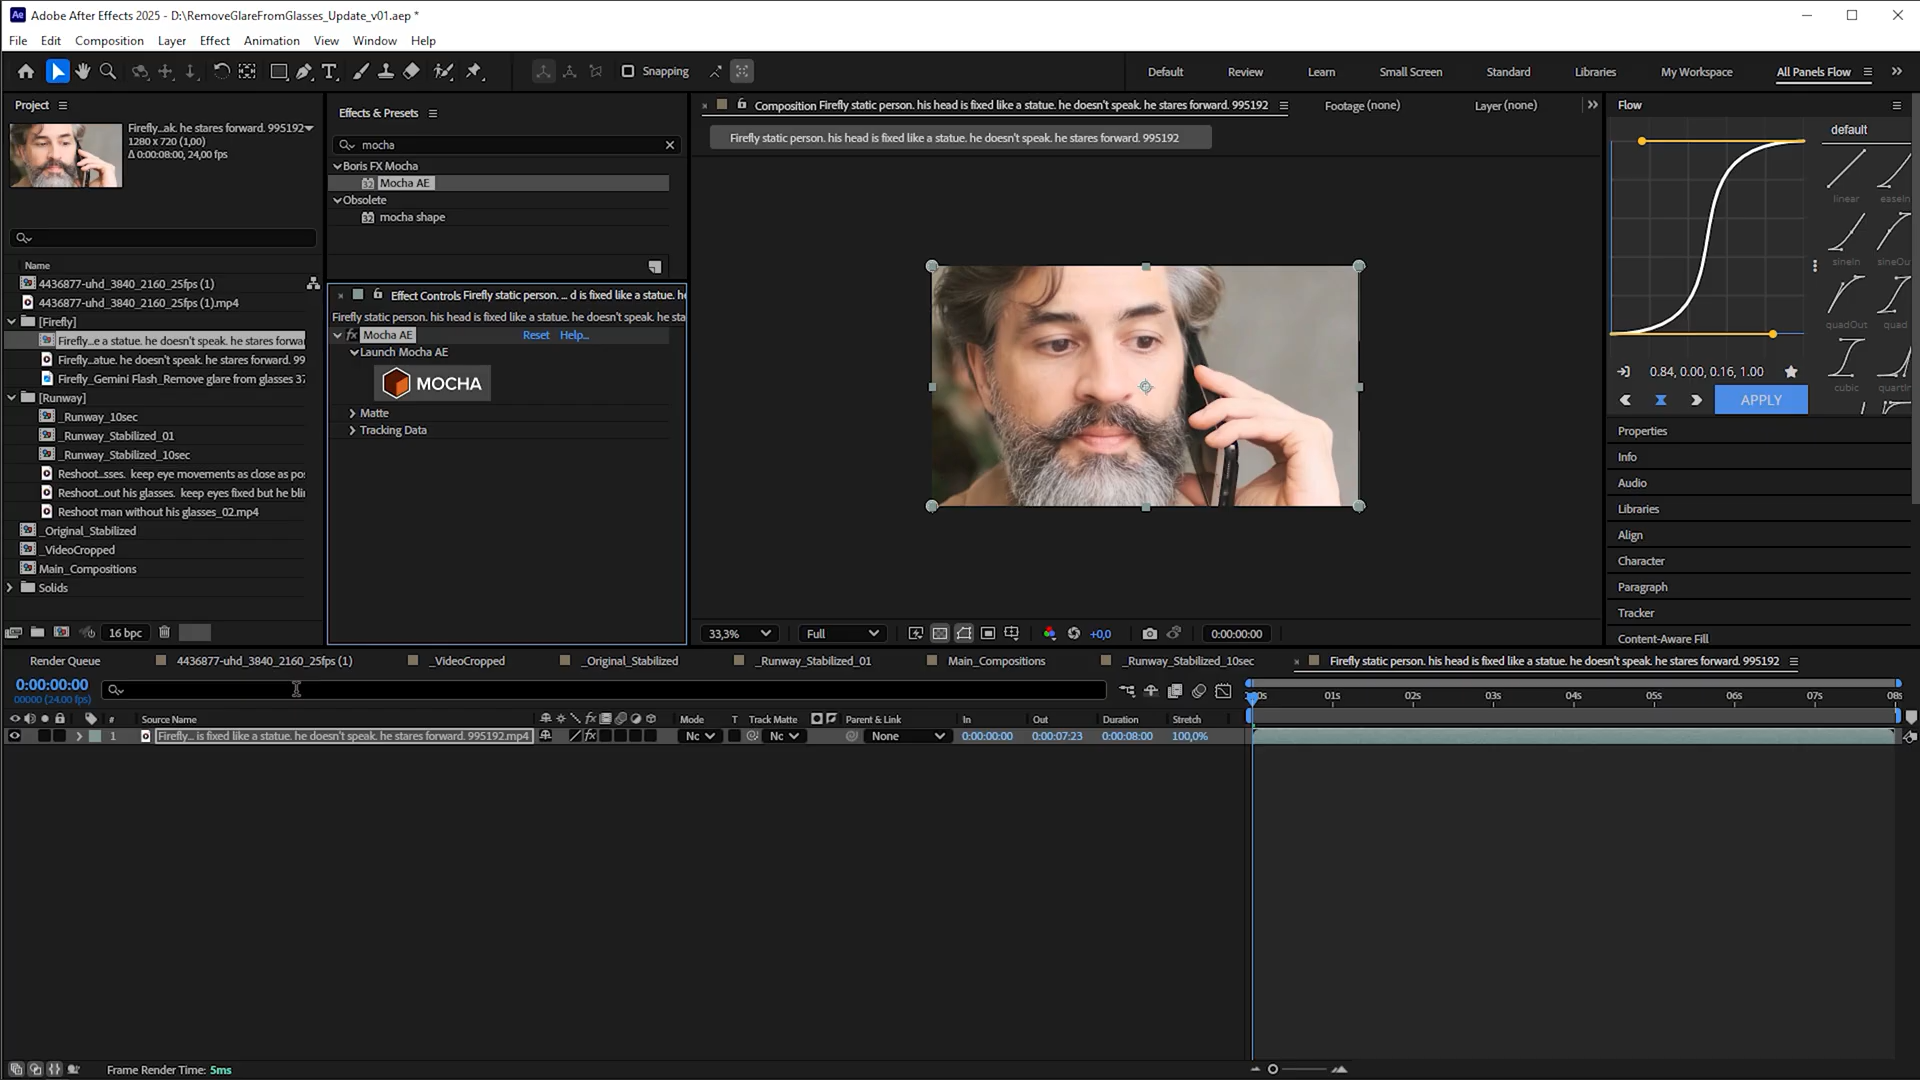 Adobe After Effects 2025 - D:\RemoveGlareFromGlasses_Update_v01.aep *
File Edit Composition Layer Effect Animation View Window Help
Snapping
Default Review Learn Small Screen Standard Libraries My Workspace All Panels Flow
Project
Firefly...ak. he stares forward. 995192
1280 x 720 (1,00)
Δ 0:00:08:00, 24,00 fps
Name
4436877-uhd_3840_2160_25fps (1)
4436877-uhd_3840_2160_25fps (1).mp4
[Firefly]
Firefly...e a statue. he doesn't speak. he stares forwa
Firefly...atue. he doesn't speak. he stares forward. 99
Firefly_Gemini Flash_Remove glare from glasses 37
[Runway]
_Runway_10sec
_Runway_Stabilized_01
_Runway_Stabilized_10sec
Reshoot...sses. keep eye movements as close as po
Reshoot...out his glasses. keep eyes fixed but he bli
Reshoot man without his glasses_02.mp4
_Original_Stabilized
_VideoCropped
Main_Compositions
Solids
16 bpc
Effects & Presets
mocha
Boris FX Mocha
Mocha AE
Obsolete
mocha shape
Effect Controls Firefly static person. ... d is fixed like a statue. he
Firefly static person. his head is fixed like a statue. he doesn't speak. he sta
fx Mocha AE Reset Help...
Launch Mocha AE
MOCHA
Matte
Tracking Data
Composition Firefly static person. his head is fixed like a statue. he doesn't speak. he stares forward. 995192
Footage (none) Layer (none)
Firefly static person. his head is fixed like a statue. he doesn't speak. he stares forward. 995192
33,3% Full +0,0 0:00:00:00
Flow
default
linear easeIn
sineIn sineOu
quadOut quad
cubic quartIn
0.84, 0.00, 0.16, 1.00
APPLY
Properties
Info
Audio
Libraries
Align
Character
Paragraph
Tracker
Content-Aware Fill
Render Queue 4436877-uhd_3840_2160_25fps (1) _VideoCropped _Original_Stabilized _Runway_Stabilized_01 Main_Compositions _Runway_Stabilized_10sec Firefly static person. his head is fixed like a statue. he doesn't speak. he stares forward. 995192
0:00:00:00
00000 (24.00 fps)
00s 01s 02s 03s 04s 05s 06s 07s 08s
# Source Name fx Mode T Track Matte Parent & Link In Out Duration Stretch
1 Firefly... is fixed like a statue. he doesn't speak. he stares forward. 995192.mp4 fx Nc Nc None 0:00:00:00 0:00:07:23 0:00:08:00 100,0%
Frame Render Time: 5ms